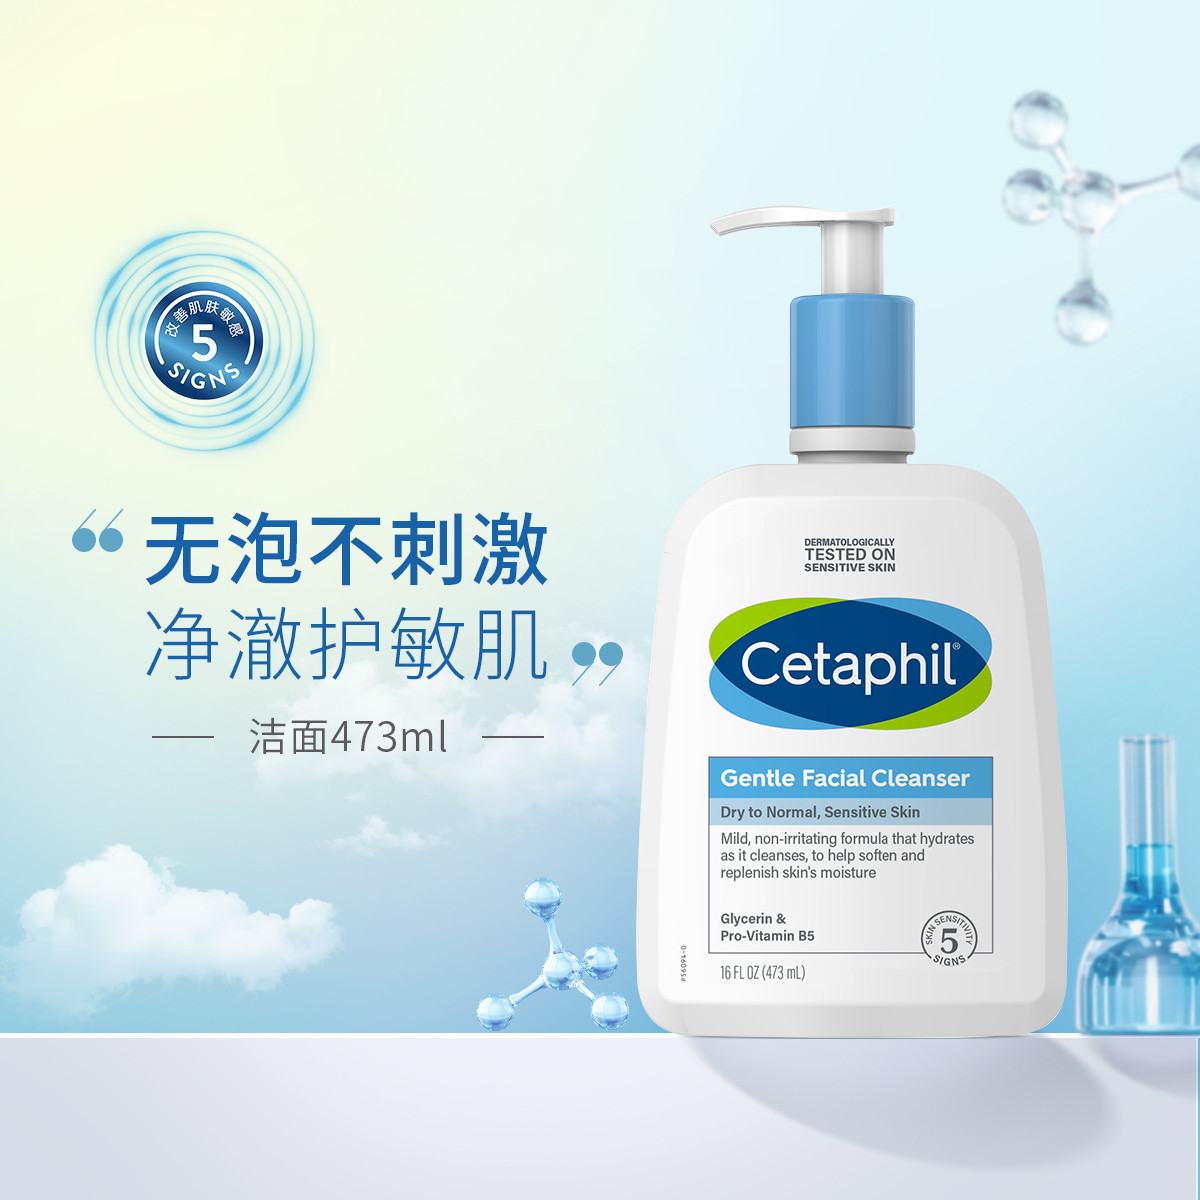 改善肌肤敏感
5
SIGNS
“无泡不刺激
净澈护敏肌”
洁面473ml
DERMATOLOGICALLY
TESTED ON
SENSITIVE SKIN
Cetaphil®
Gentle Facial Cleanser
Dry to Normal, Sensitive Skin
Mild, non-irritating formula that hydrates
as it cleanses, to help soften and
replenish skin's moisture
Glycerin &
Pro-Vitamin B5
SKIN SENSITIVITY
5
SIGNS
16 FL OZ (473 mL)
P56094-0